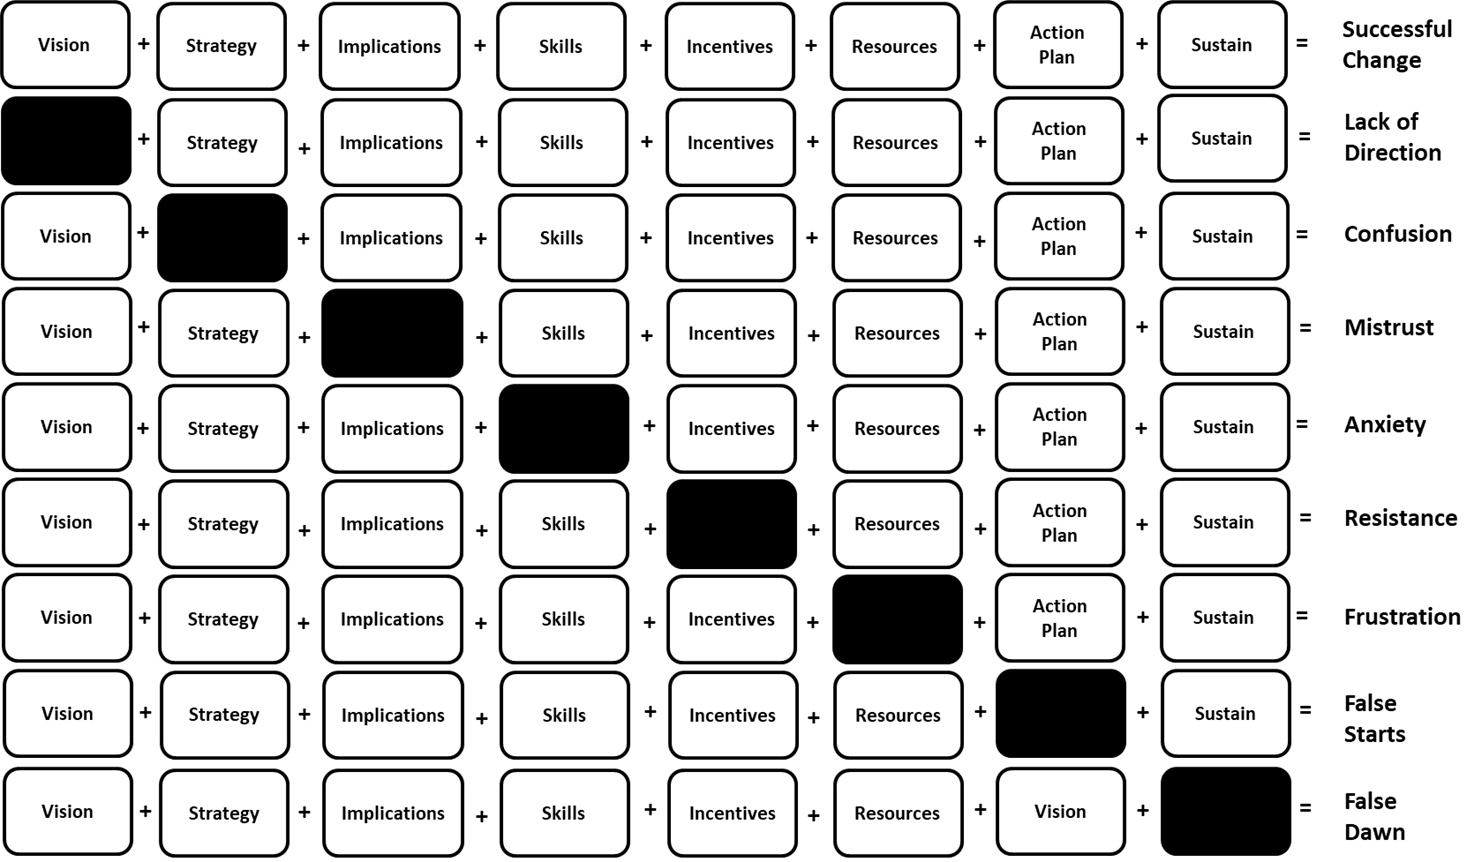 Vision + Strategy + Implications + Skills + Incentives + Resources + Action Plan + Sustain = Successful Change
+ Strategy + Implications + Skills + Incentives + Resources + Action Plan + Sustain = Lack of Direction
Vision + + Implications + Skills + Incentives + Resources + Action Plan + Sustain = Confusion
Vision + Strategy + + Skills + Incentives + Resources + Action Plan + Sustain = Mistrust
Vision + Strategy + Implications + + Incentives + Resources + Action Plan + Sustain = Anxiety
Vision + Strategy + Implications + Skills + + Resources + Action Plan + Sustain = Resistance
Vision + Strategy + Implications + Skills + Incentives + + Action Plan + Sustain = Frustration
Vision + Strategy + Implications + Skills + Incentives + Resources + + Sustain = False Starts
Vision + Strategy + Implications + Skills + Incentives + Resources + Vision + = False Dawn